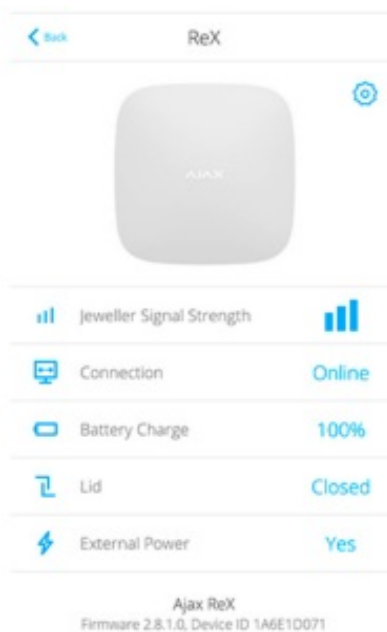 Back ReX
AJAX
Jeweller Signal Strength
Connection Online
Battery Charge 100%
Lid Closed
External Power Yes
Ajax ReX
Firmware 2.8.1.0, Device ID 1A6E1D071